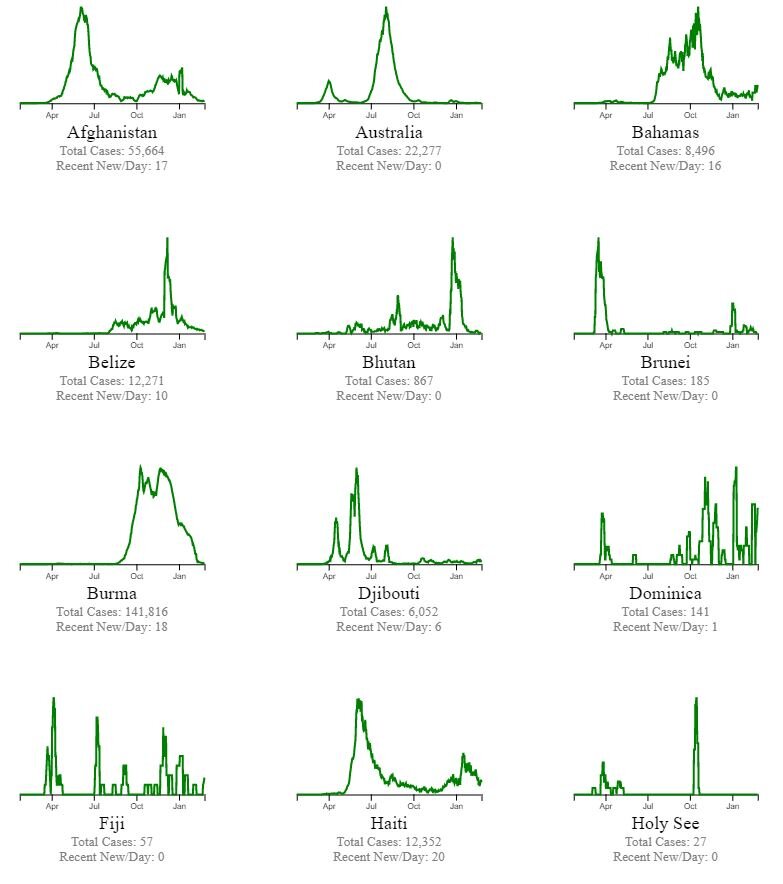 Apr Jul Oct Jan
Afghanistan
Total Cases: 55,664
Recent New/Day: 17
Apr Jul Oct Jan
Australia
Total Cases: 22,277
Recent New/Day: 0
Apr Jul Oct Jan
Bahamas
Total Cases: 8,496
Recent New/Day: 16
Apr Jul Oct Jan
Belize
Total Cases: 12,271
Recent New/Day: 10
Apr Jul Oct Jan
Bhutan
Total Cases: 867
Recent New/Day: 0
Apr Jul Oct Jan
Brunei
Total Cases: 185
Recent New/Day: 0
Apr Jul Oct Jan
Burma
Total Cases: 141,816
Recent New/Day: 18
Apr Jul Oct Jan
Djibouti
Total Cases: 6,052
Recent New/Day: 6
Apr Jul Oct Jan
Dominica
Total Cases: 141
Recent New/Day: 1
Apr Jul Oct Jan
Fiji
Total Cases: 57
Recent New/Day: 0
Apr Jul Oct Jan
Haiti
Total Cases: 12,352
Recent New/Day: 20
Apr Jul Oct Jan
Holy See
Total Cases: 27
Recent New/Day: 0